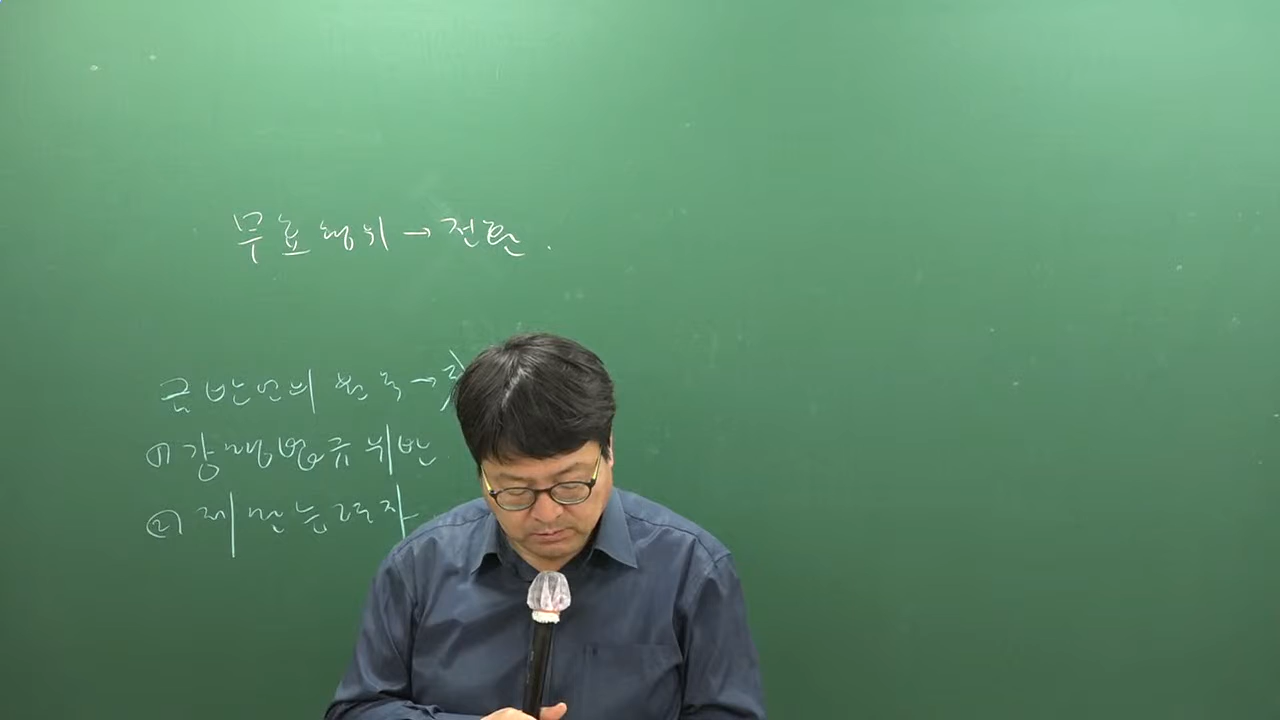 무효행위 → 전환.
금반언의 원칙 →
① 강행법규 위반
② 제한능력자